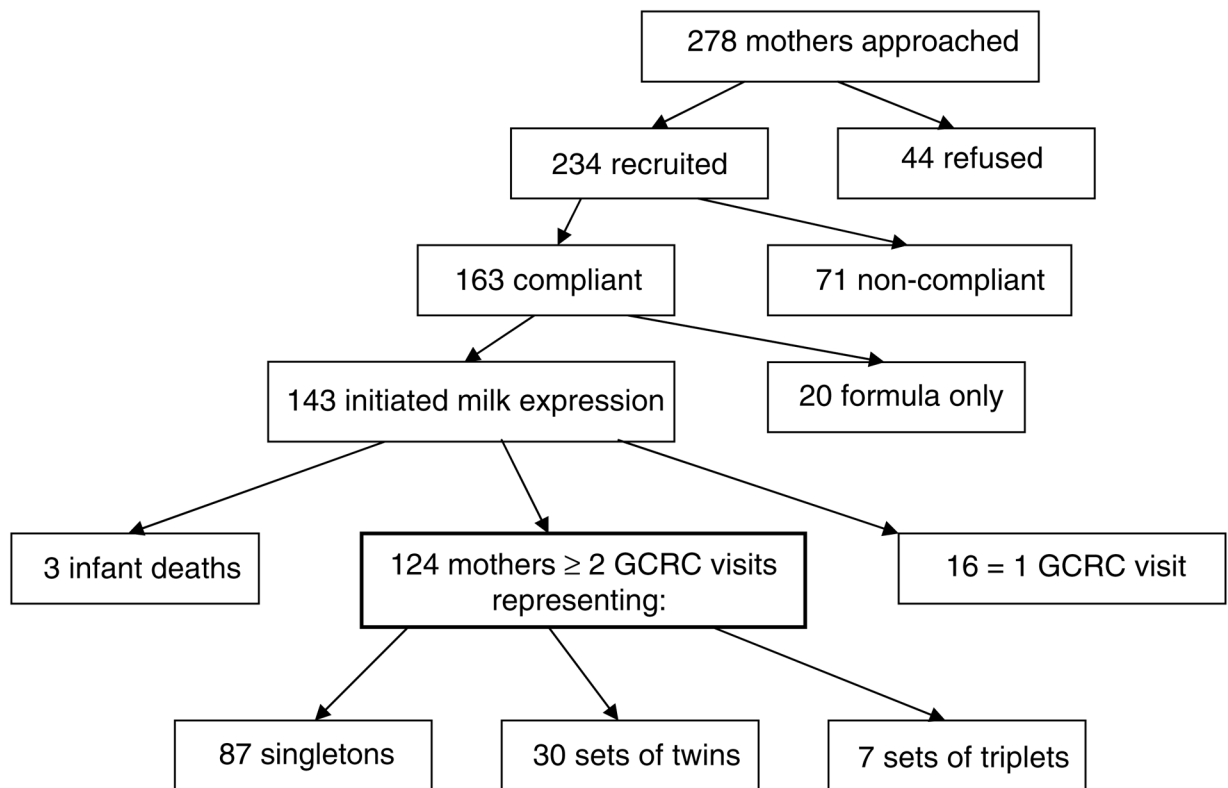 278 mothers approached
234 recruited
44 refused
163 compliant
71 non-compliant
143 initiated milk expression
20 formula only
3 infant deaths
124 mothers ≥ 2 GCRC visits
representing:
16 = 1 GCRC visit
87 singletons
30 sets of twins
7 sets of triplets